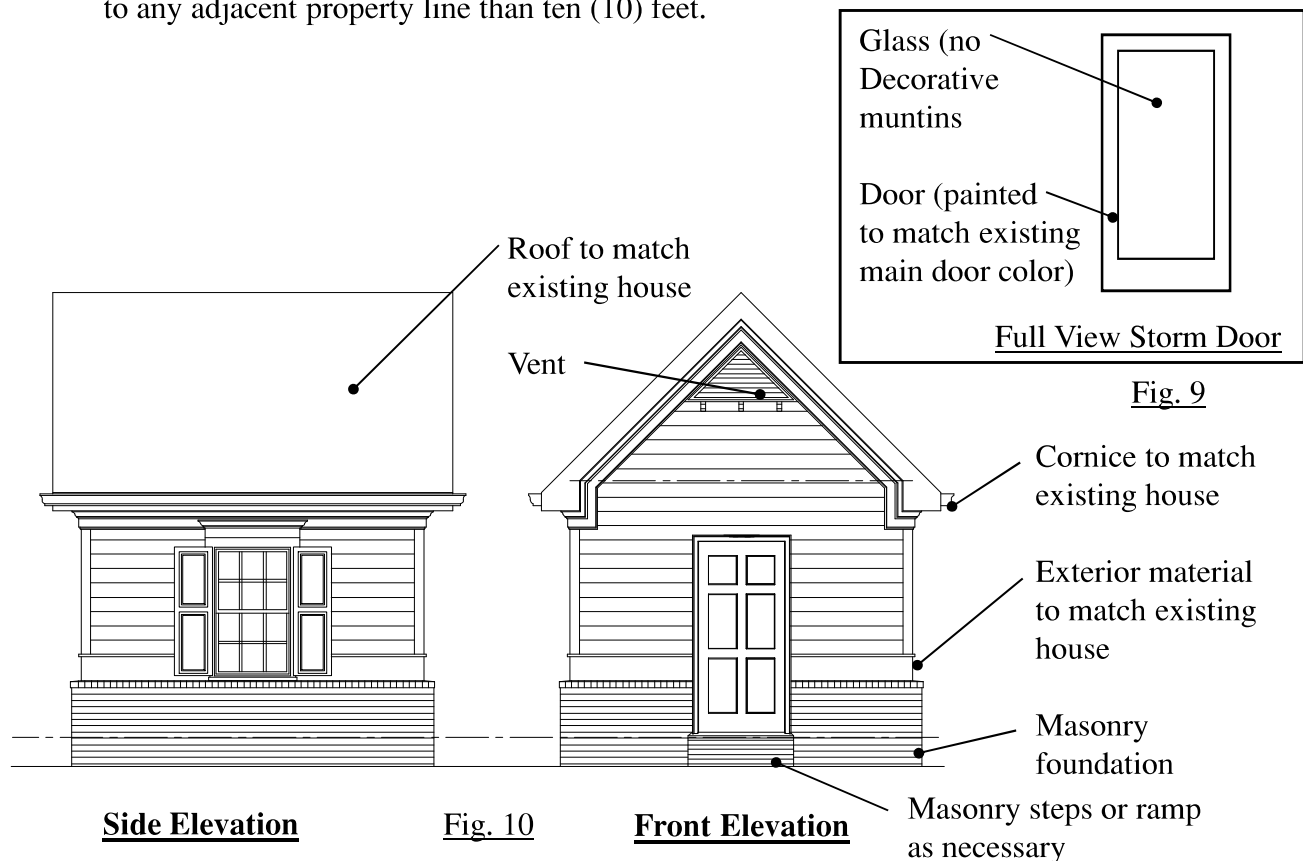 to any adjacent property line than ten (10) feet.
Glass (no
Decorative
muntins
Door (painted
to match existing
main door color)
Full View Storm Door
Fig. 9
Roof to match
existing house
Vent
Cornice to match
existing house
Exterior material
to match existing
house
Masonry
foundation
Masonry steps or ramp
as necessary
Side Elevation
Fig. 10
Front Elevation